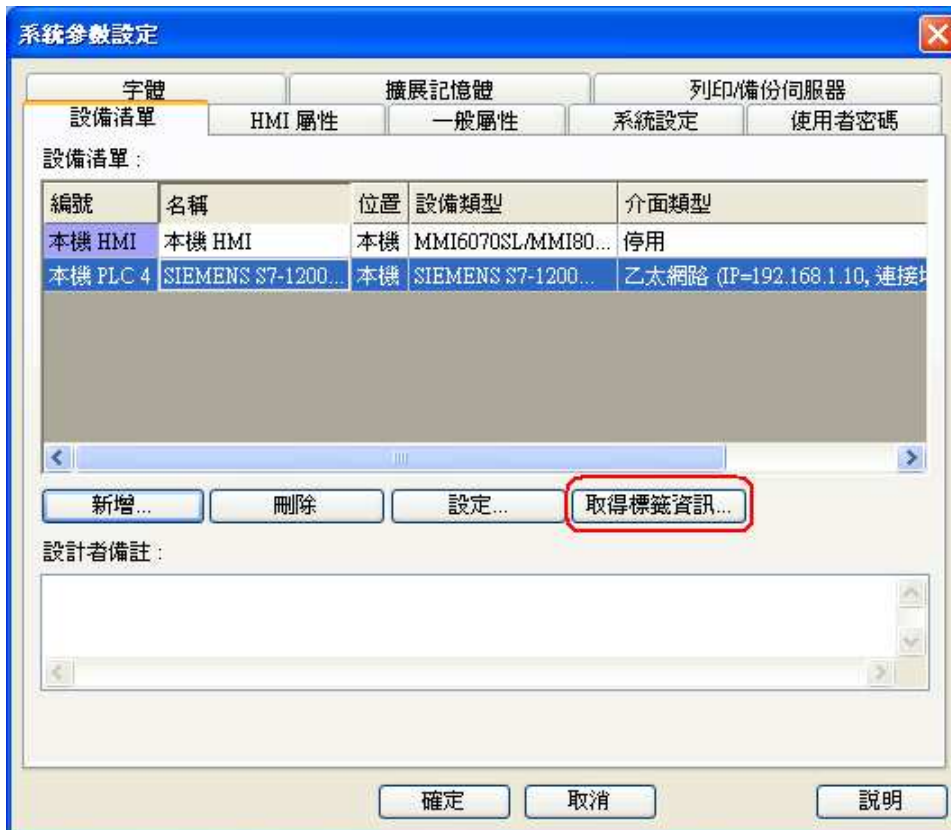 系統參數設定
字體 擴展記憶體 列印/備份伺服器
設備清單 HMI 屬性 一般屬性 系統設定 使用者密碼
設備清單 :
編號 名稱 位置 設備類型 介面類型
本機 HMI 本機 HMI 本機 MMI6070SL/MMI80... 停用
本機 PLC 4 SIEMENS S7-1200... 本機 SIEMENS S7-1200... 乙太網路 (IP=192.168.1.10, 連接
新增... 刪除 設定... 取得標籤資訊...
設計者備註 :
確定 取消 說明